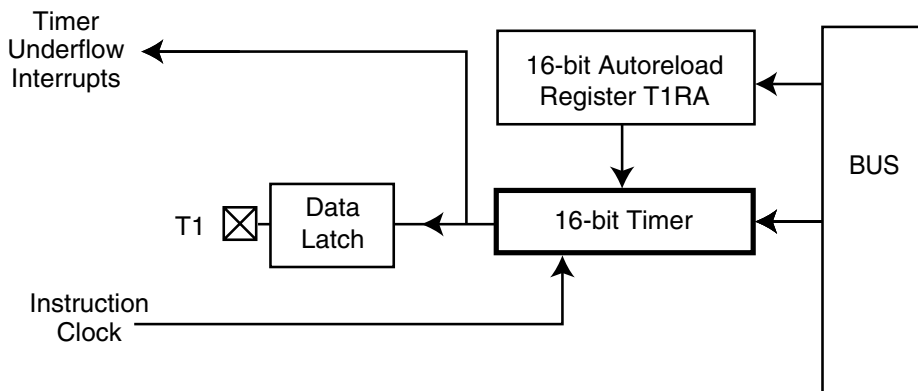 Timer
Underflow
Interrupts
16-bit Autoreload
Register T1RA
BUS
T1
Data
Latch
16-bit Timer
Instruction
Clock